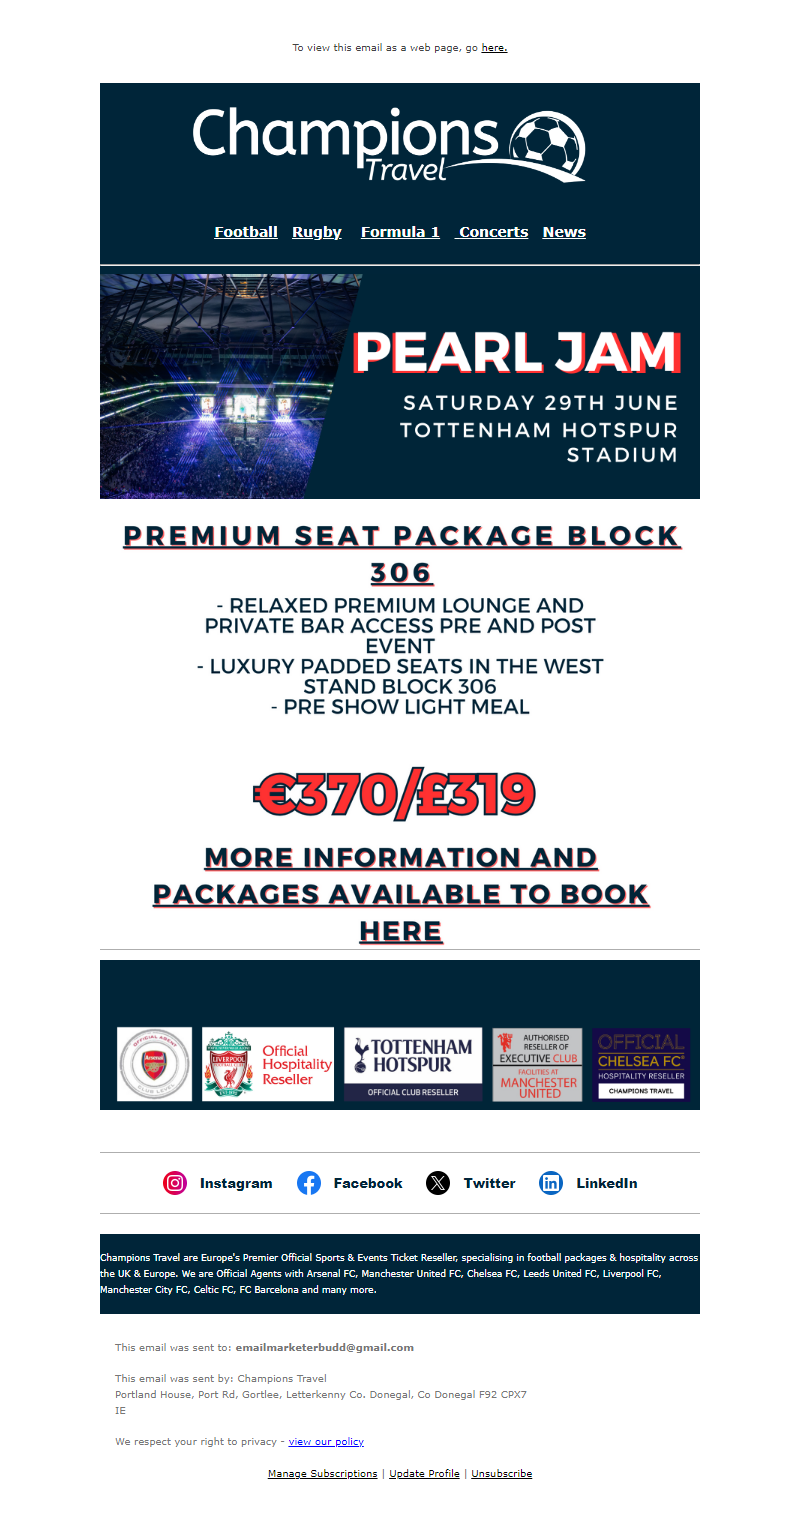 To view this email as a web page, go here.
Champions
Travel
Football Rugby Formula 1 Concerts News
PEARL JAM
SATURDAY 29TH JUNE
TOTTENHAM HOTSPUR
STADIUM
PREMIUM SEAT PACKAGE BLOCK
306
- RELAXED PREMIUM LOUNGE AND
PRIVATE BAR ACCESS PRE AND POST
EVENT
- LUXURY PADDED SEATS IN THE WEST
STAND BLOCK 306
- PRE SHOW LIGHT MEAL
€370/£319
MORE INFORMATION AND
PACKAGES AVAILABLE TO BOOK
HERE
OFFICIAL AGENT
Arsenal
CLUB LEVEL
LIVERPOOL
FOOTBALL CLUB
Official
Hospitality
Reseller
TOTTENHAM
HOTSPUR
OFFICIAL CLUB RESELLER
AUTHORISED
RESELLER OF
EXECUTIVE CLUB
FACILITIES AT
MANCHESTER
UNITED
OFFICIAL
CHELSEA FC
HOSPITALITY RESELLER
CHAMPIONS TRAVEL
Instagram Facebook Twitter LinkedIn
Champions Travel are Europe's Premier Official Sports & Events Ticket Reseller, specialising in football packages & hospitality across
the UK & Europe. We are Official Agents with Arsenal FC, Manchester United FC, Chelsea FC, Leeds United FC, Liverpool FC,
Manchester City FC, Celtic FC, FC Barcelona and many more.
This email was sent to: emailmarketerbudd@gmail.com
This email was sent by: Champions Travel
Portland House, Port Rd, Gortlee, Letterkenny Co. Donegal, Co Donegal F92 CPX7
IE
We respect your right to privacy - view our policy
Manage Subscriptions | Update Profile | Unsubscribe